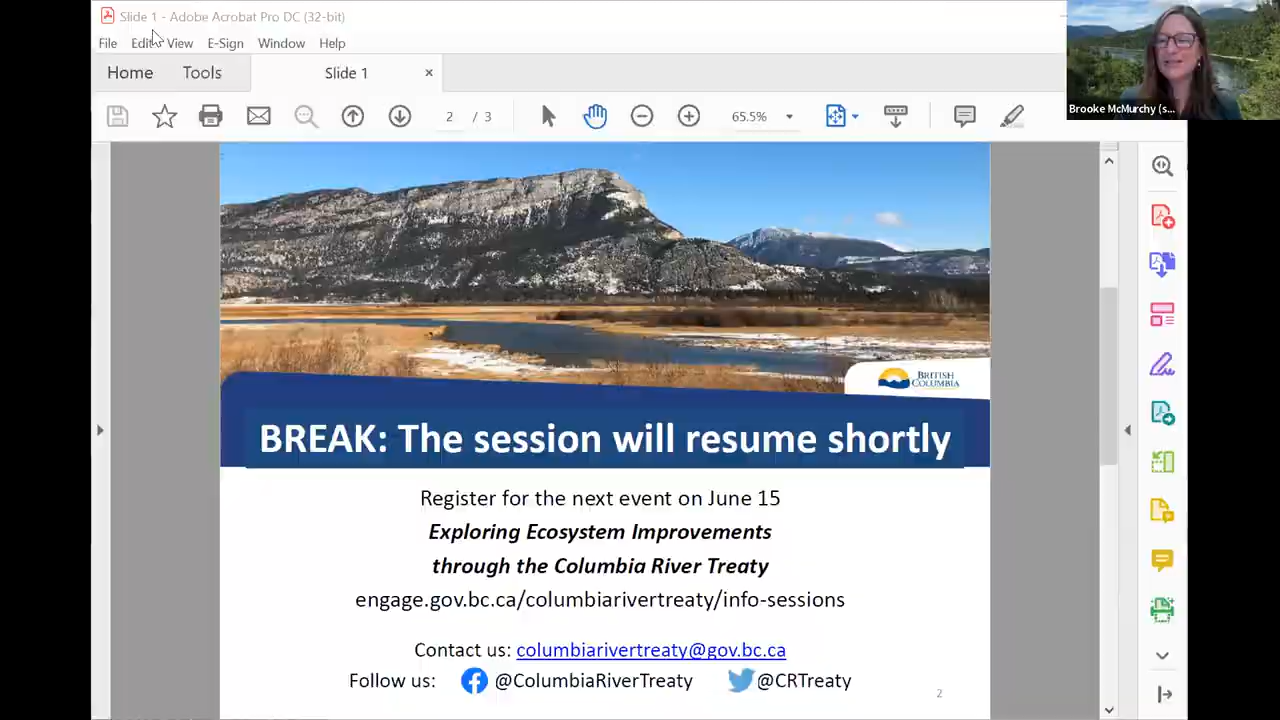 Slide 1 - Adobe Acrobat Pro DC (32-bit)
File Edit View E-Sign Window Help
Home Tools Slide 1 ×
2 / 3 65.5%
Brooke McMurchy (s...
BRITISH
COLUMBIA
BREAK: The session will resume shortly
Register for the next event on June 15
Exploring Ecosystem Improvements
through the Columbia River Treaty
engage.gov.bc.ca/columbiarivertreaty/info-sessions
Contact us: columbiarivertreaty@gov.bc.ca
Follow us: @ColumbiaRiverTreaty @CRTreaty
2